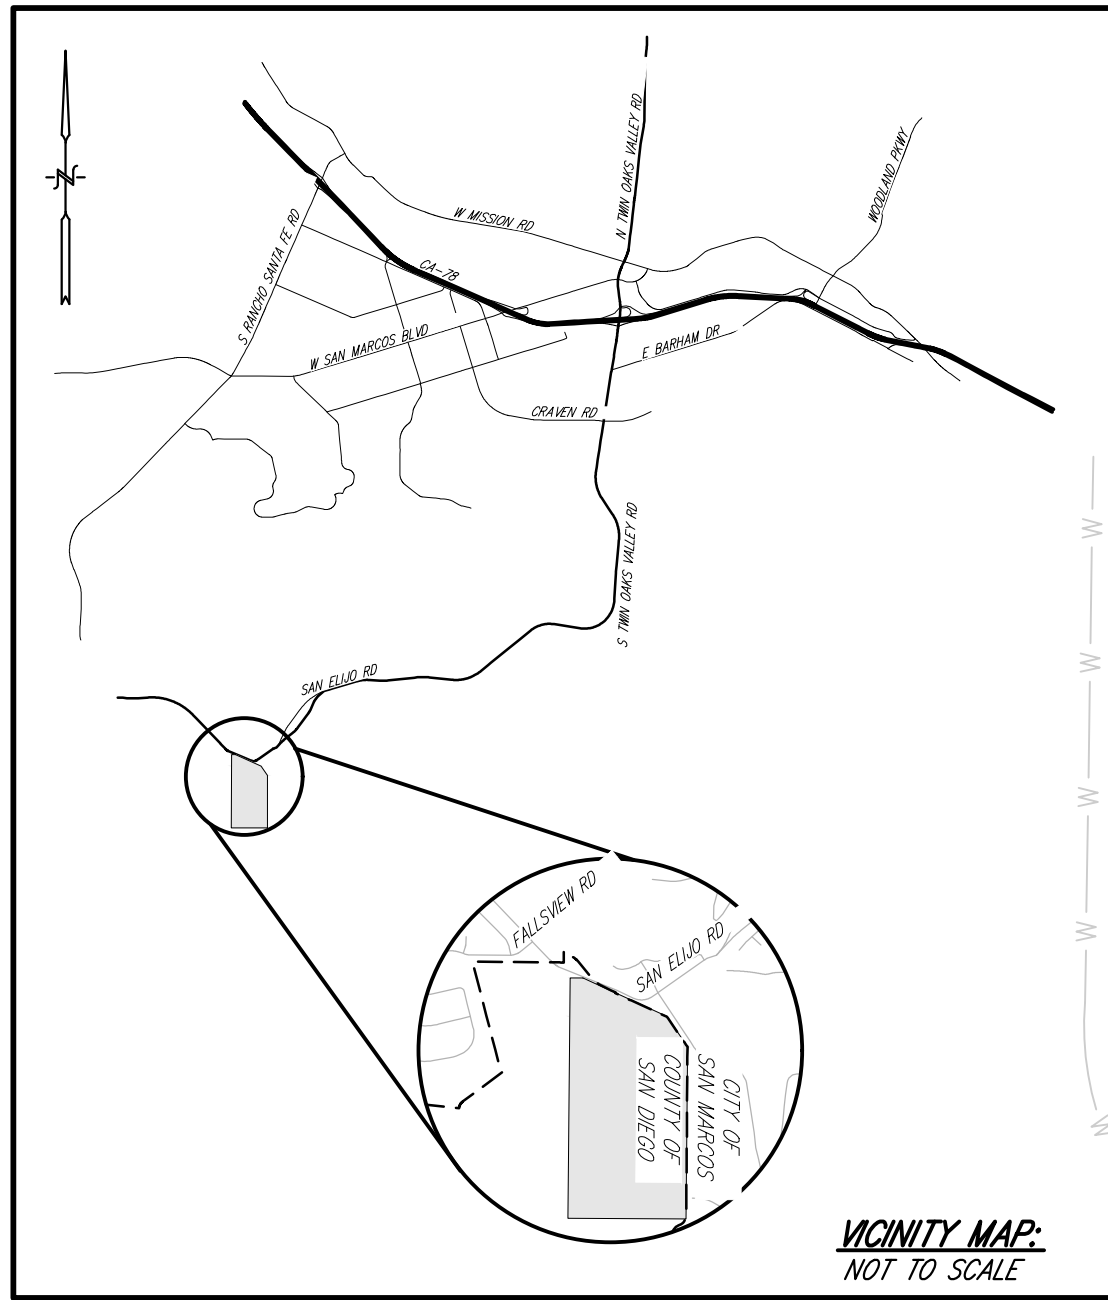 N
N TWIN OAKS VALLEY RD
WOODLAND PKWY
W MISSION RD
S RANCHO SANTA FE RD
CA-78
W SAN MARCOS BLVD
E BARHAM DR
CRAVEN RD
S TWIN OAKS VALLEY RD
SAN ELIJO RD
W
W
W
W
W
FALLSVIEW RD
SAN ELIJO RD
CITY OF
SAN MARCOS
COUNTY OF
SAN DIEGO
VICINITY MAP:
NOT TO SCALE